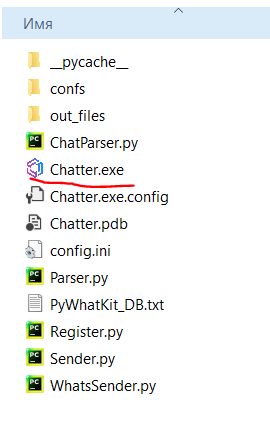 Имя
__pycache__
confs
out_files
ChatParser.py
Chatter.exe
Chatter.exe.config
Chatter.pdb
config.ini
Parser.py
PyWhatKit_DB.txt
Register.py
Sender.py
WhatsSender.py